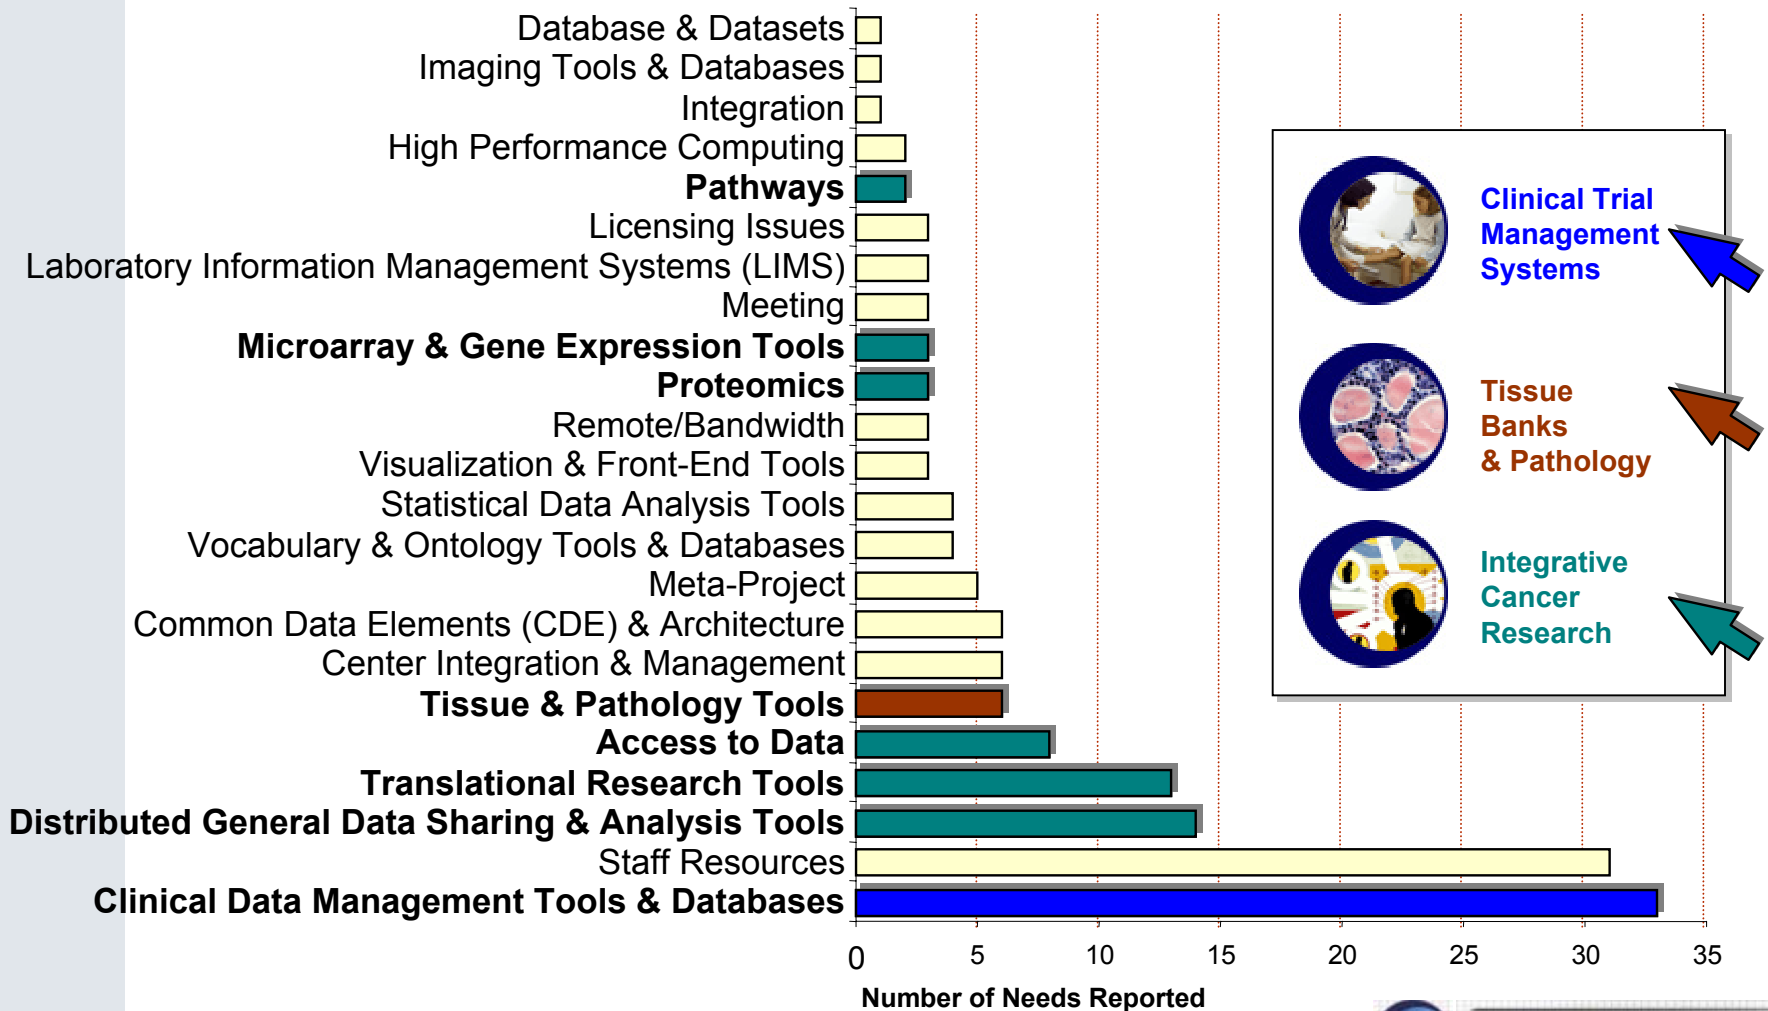 Database & Datasets
Imaging Tools & Databases
Integration
High Performance Computing
Pathways
Licensing Issues
Laboratory Information Management Systems (LIMS)
Meeting
Microarray & Gene Expression Tools
Proteomics
Remote/Bandwidth
Visualization & Front-End Tools
Statistical Data Analysis Tools
Vocabulary & Ontology Tools & Databases
Meta-Project
Common Data Elements (CDE) & Architecture
Center Integration & Management
Tissue & Pathology Tools
Access to Data
Translational Research Tools
Distributed General Data Sharing & Analysis Tools
Staff Resources
Clinical Data Management Tools & Databases
0 5 10 15 20 25 30 35
Number of Needs Reported
Clinical Trial
Management
Systems
Tissue
Banks
& Pathology
Integrative
Cancer
Research